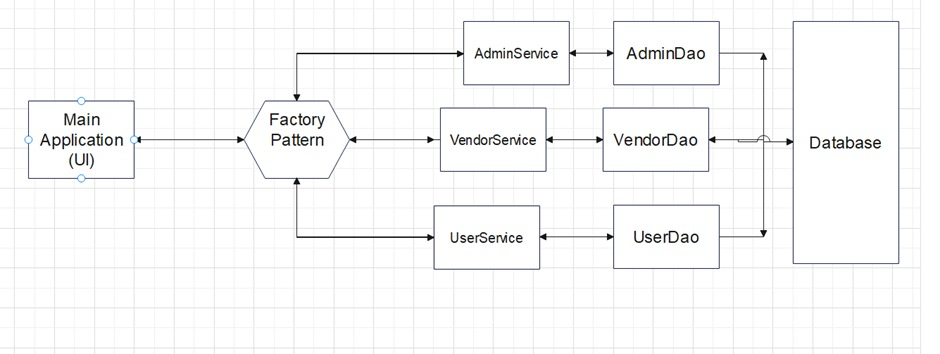 Main
Application
(UI)
Factory
Pattern
AdminService
AdminDao
VendorService
VendorDao
UserService
UserDao
Database